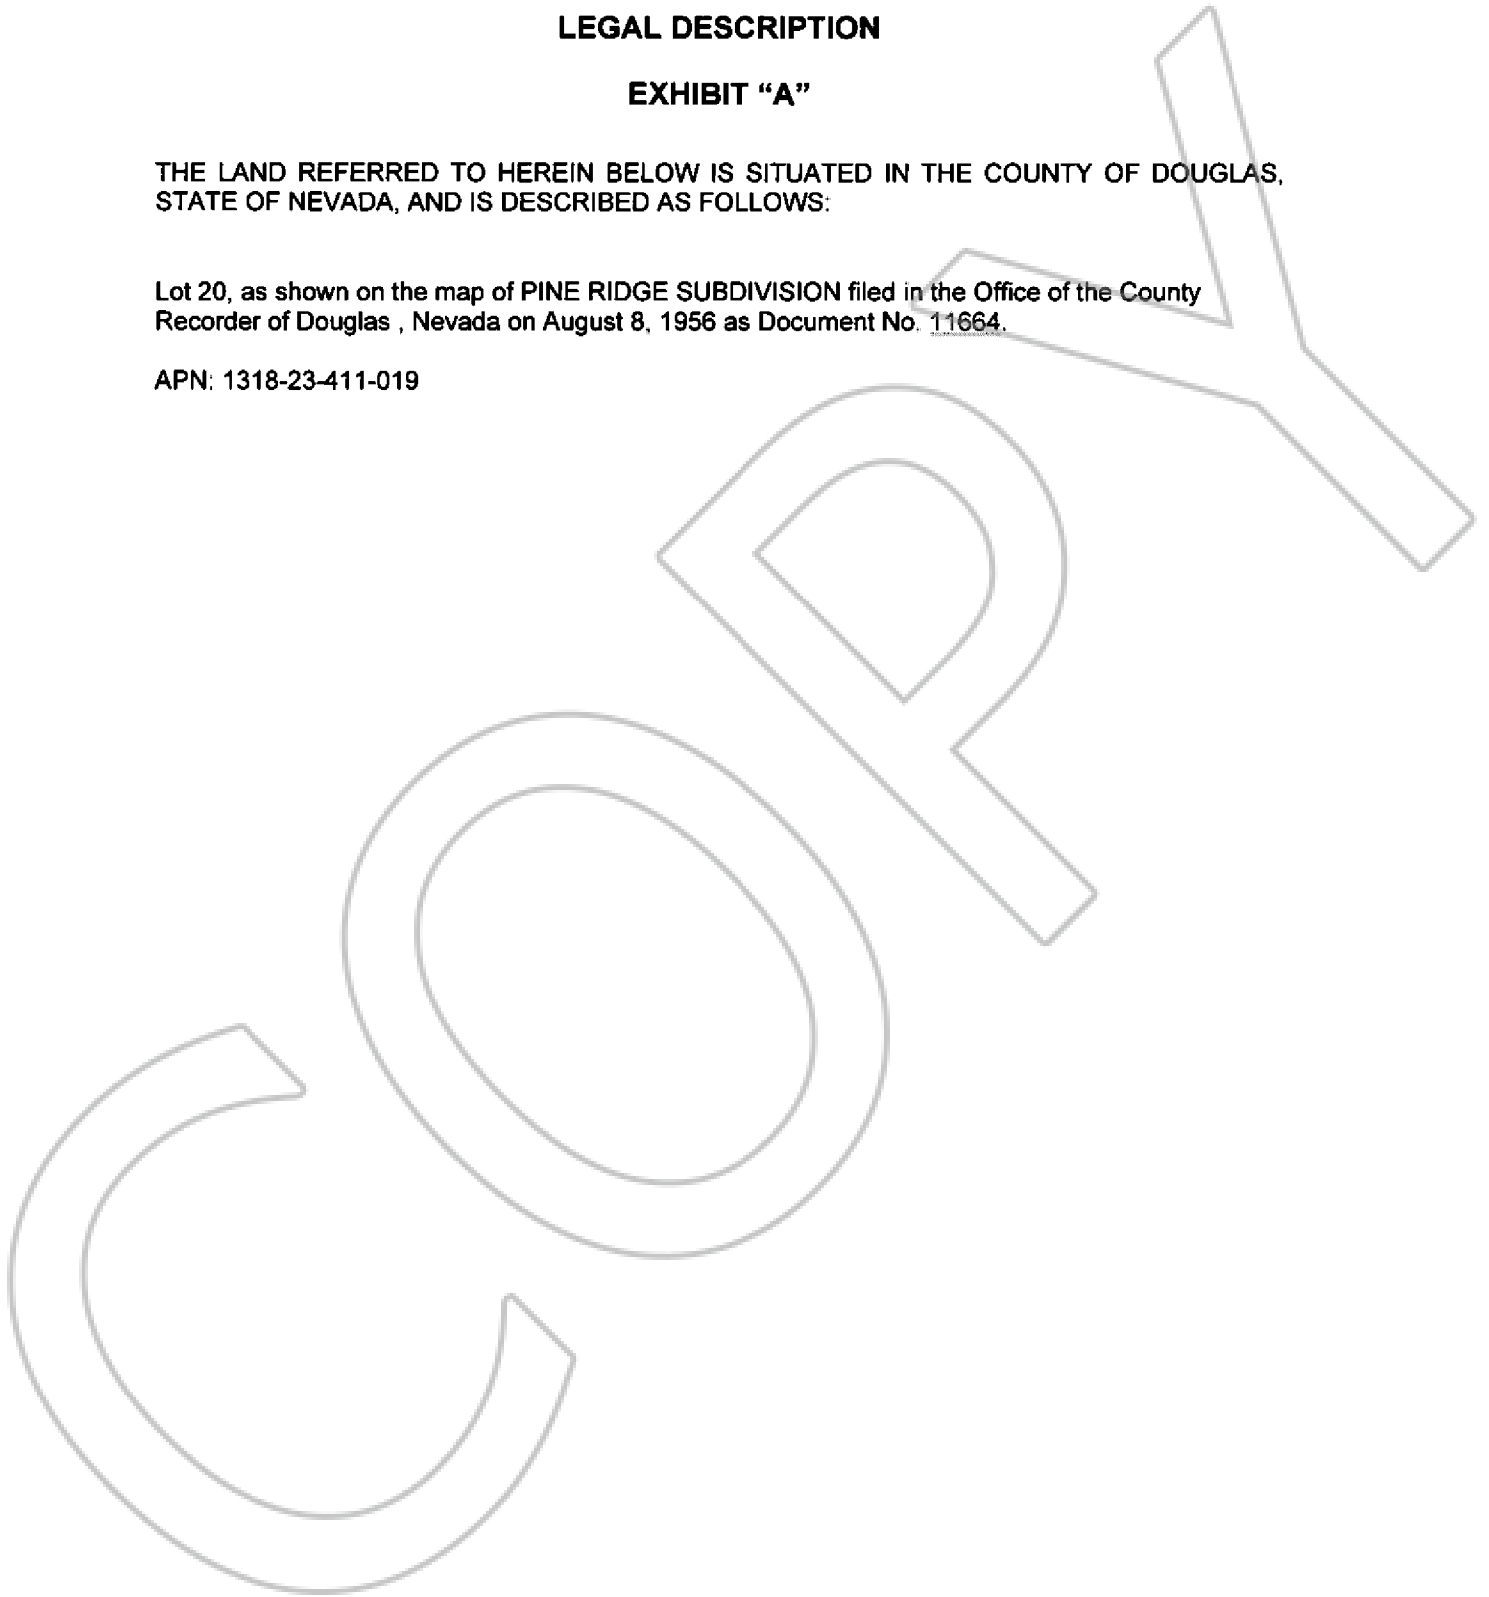 LEGAL DESCRIPTION
EXHIBIT “A”
THE LAND REFERRED TO HEREIN BELOW IS SITUATED IN THE COUNTY OF DOUGLAS,
STATE OF NEVADA, AND IS DESCRIBED AS FOLLOWS:
Lot 20, as shown on the map of PINE RIDGE SUBDIVISION filed in the Office of the County
Recorder of Douglas , Nevada on August 8, 1956 as Document No. 11664.
APN: 1318-23-411-019
COPY